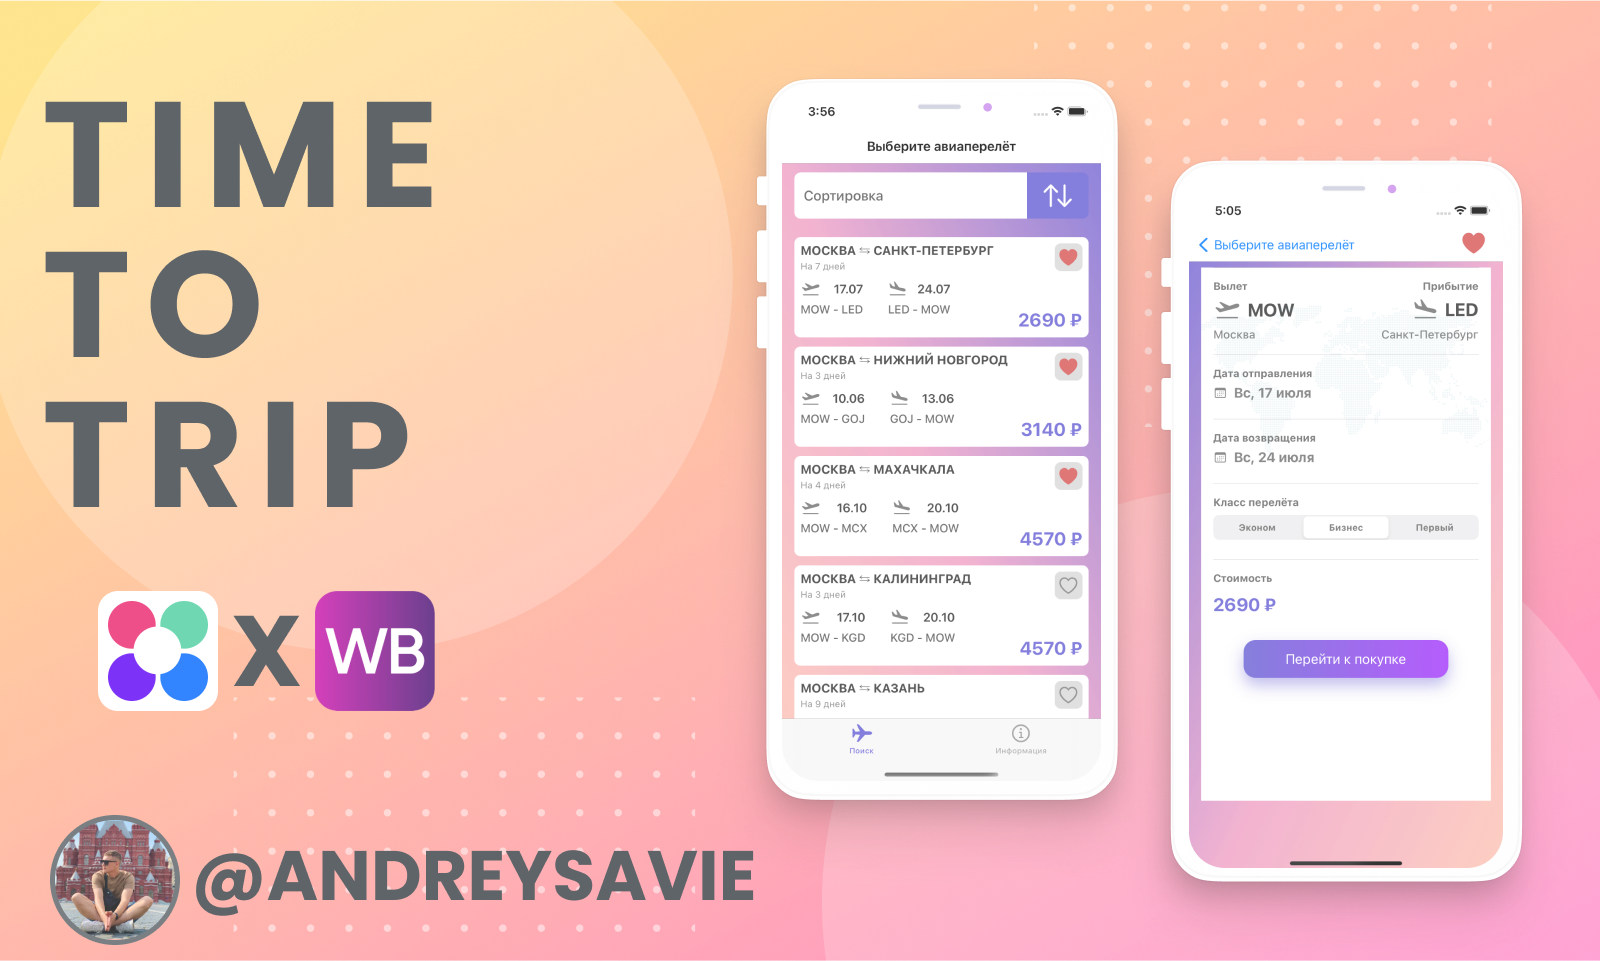 TIME
TO
TRIP
X WB
@ANDREYSAVIE
3:56
Выберите авиаперелёт
Сортировка
МОСКВА ⇆ САНКТ-ПЕТЕРБУРГ
На 7 дней
17.07 24.07
MOW - LED LED - MOW
2690 ₽
МОСКВА ⇆ НИЖНИЙ НОВГОРОД
На 3 дней
10.06 13.06
MOW - GOJ GOJ - MOW
3140 ₽
МОСКВА ⇆ МАХАЧКАЛА
На 4 дней
16.10 20.10
MOW - MCX MCX - MOW
4570 ₽
МОСКВА ⇆ КАЛИНИНГРАД
На 3 дней
17.10 20.10
MOW - KGD KGD - MOW
4570 ₽
МОСКВА ⇆ КАЗАНЬ
На 9 дней
Поиск Информация
5:05
Выберите авиаперелёт
Вылет Прибытие
MOW LED
Москва Санкт-Петербург
Дата отправления
Вс, 17 июля
Дата возвращения
Вс, 24 июля
Класс перелёта
Эконом Бизнес Первый
Стоимость
2690 ₽
Перейти к покупке